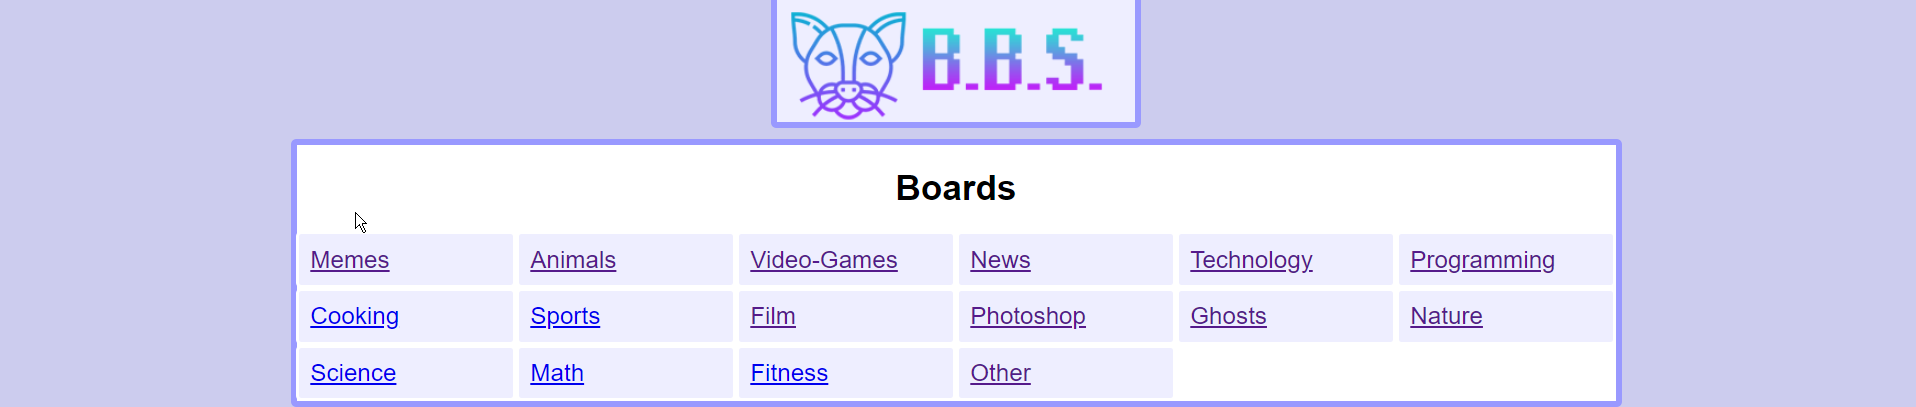 B.B.S.
Boards
Memes Animals Video-Games News Technology Programming
Cooking Sports Film Photoshop Ghosts Nature
Science Math Fitness Other